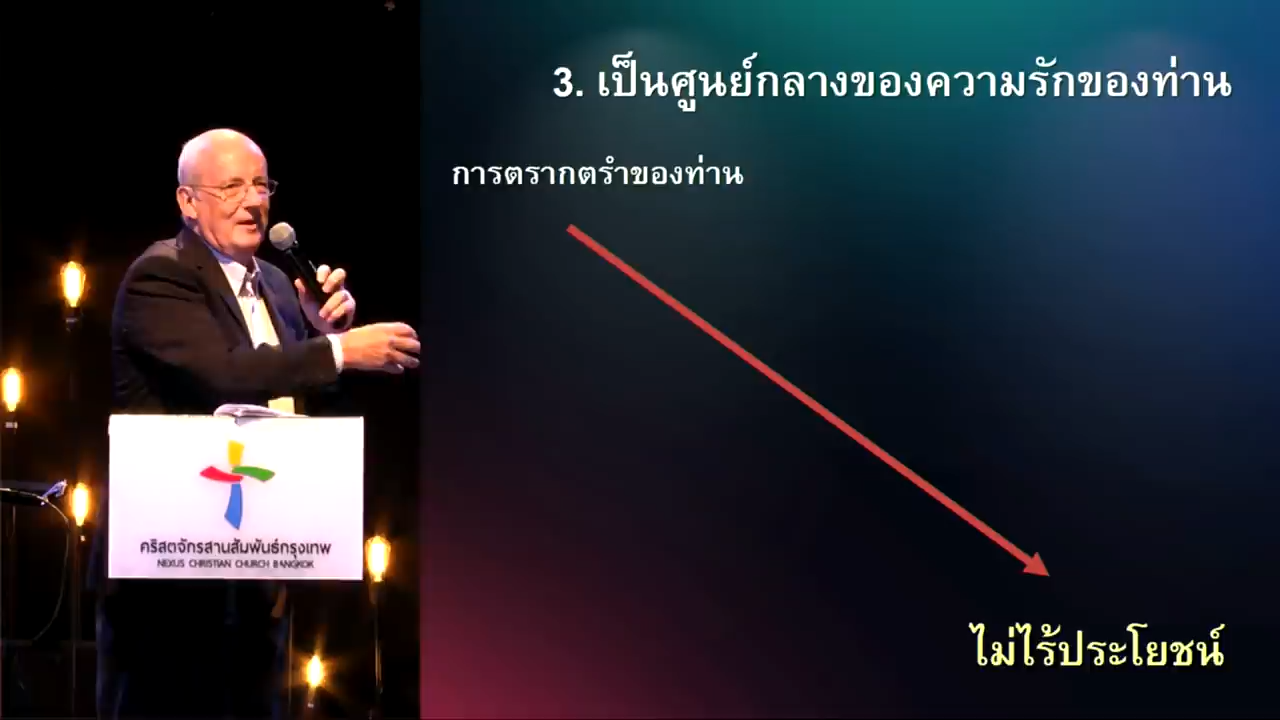 3. เป็นศูนย์กลางของความรักของท่าน
การตรากตรำของท่าน
ไม่ไร้ประโยชน์
คริสตจักรสานสัมพันธ์กรุงเทพ
NEXUS CHRISTIAN CHURCH BANGKOK